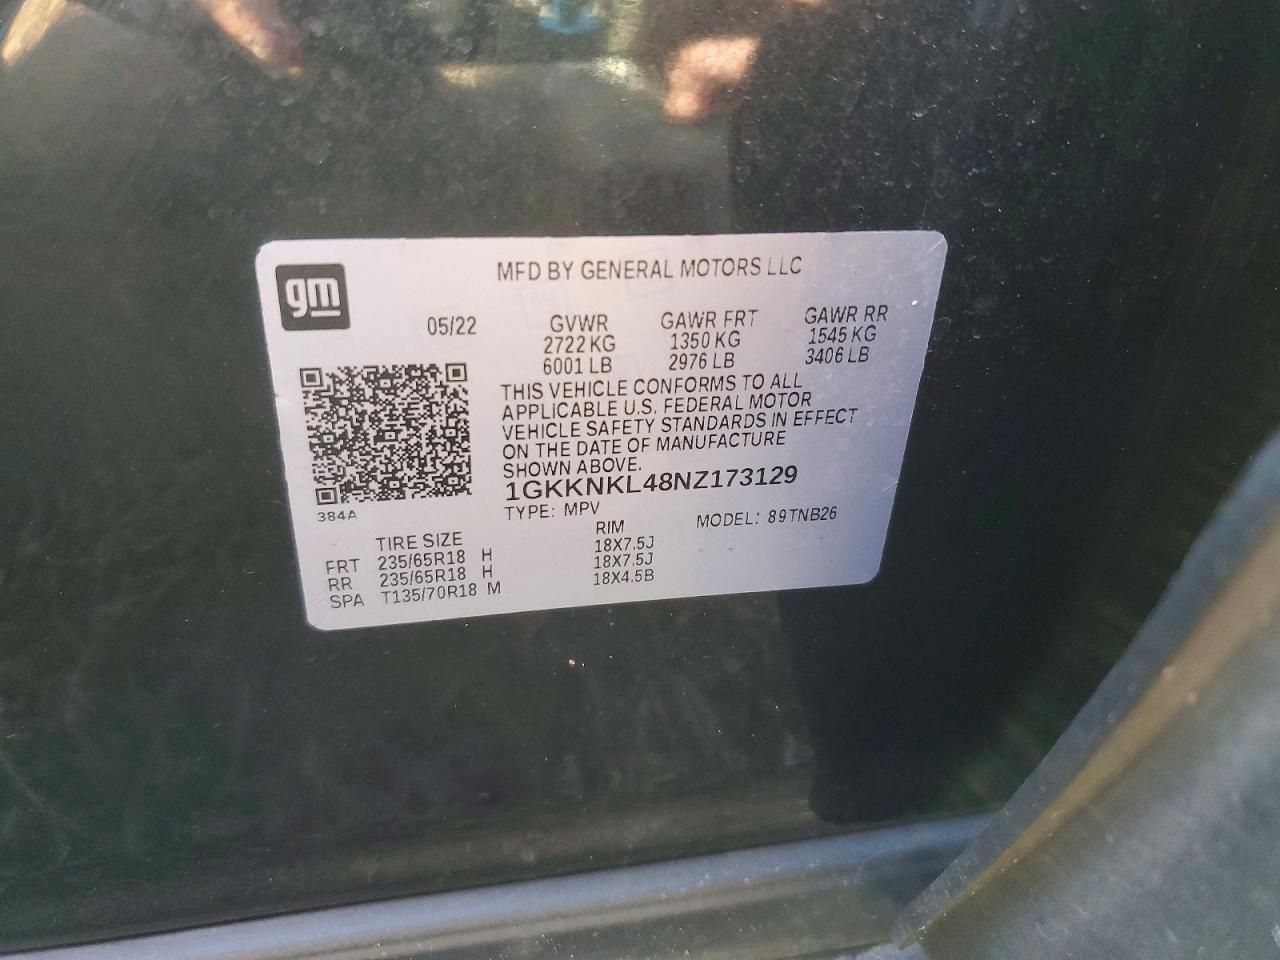 gm
MFD BY GENERAL MOTORS LLC
05/22
GVWR GAWR FRT GAWR RR
2722 KG 1350 KG 1545 KG
6001 LB 2976 LB 3406 LB
THIS VEHICLE CONFORMS TO ALL
APPLICABLE U.S. FEDERAL MOTOR
VEHICLE SAFETY STANDARDS IN EFFECT
ON THE DATE OF MANUFACTURE
SHOWN ABOVE.
1GKKNKL48NZ173129
TYPE: MPV MODEL: 89TNB26
384A
TIRE SIZE RIM
FRT 235/65R18 H 18X7.5J
RR 235/65R18 H 18X7.5J
SPA T135/70R18 M 18X4.5B